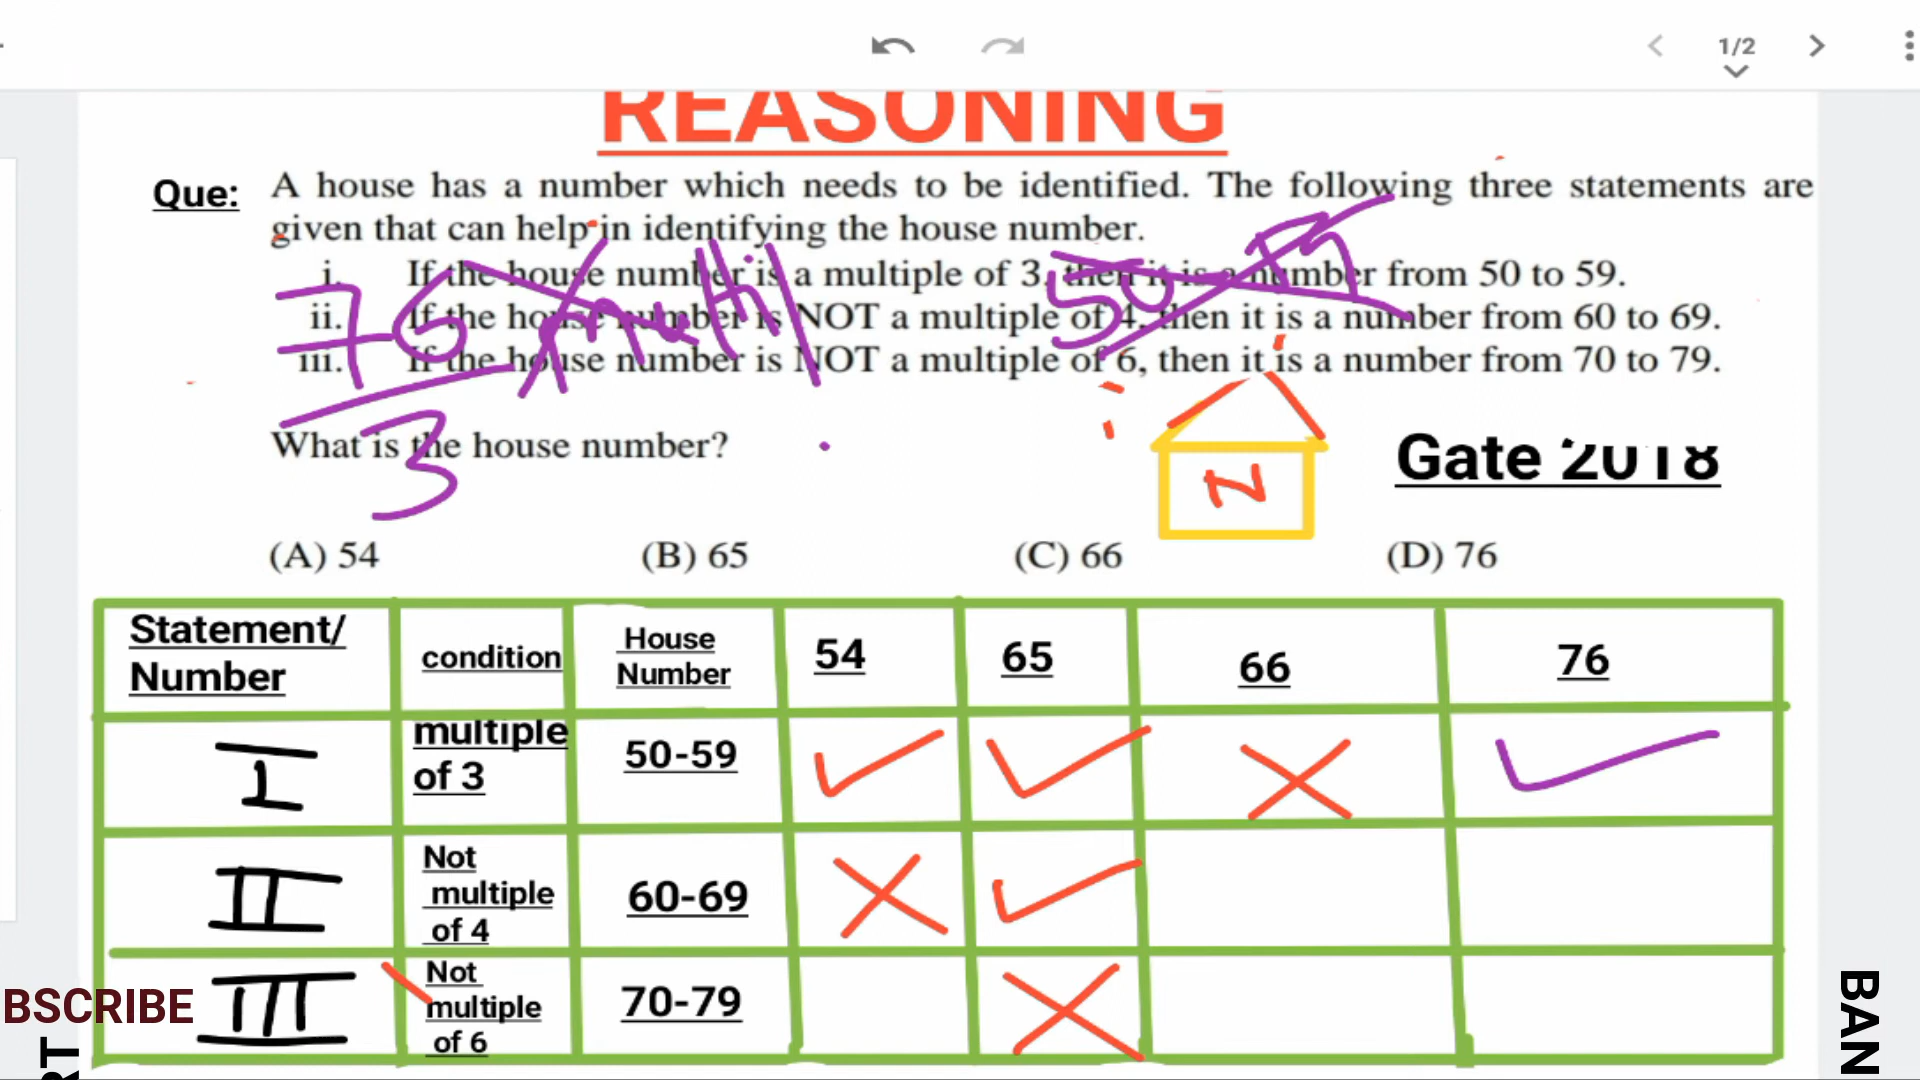 1/2
REASONING
Que: A house has a number which needs to be identified. The following three statements are
given that can help in identifying the house number.
i. If the house number is a multiple of 3, then it is a number from 50 to 59.
ii. If the house number is NOT a multiple of 4, then it is a number from 60 to 69.
iii. If the house number is NOT a multiple of 6, then it is a number from 70 to 79.
76
50
3
What is the house number?
N
Gate 2018
(A) 54 (B) 65 (C) 66 (D) 76
Statement/ Number condition House Number 54 65 66 76
I multiple of 3 50-59
II Not multiple of 4 60-69
III Not multiple of 6 70-79
BSCRIBE
RT
BAN